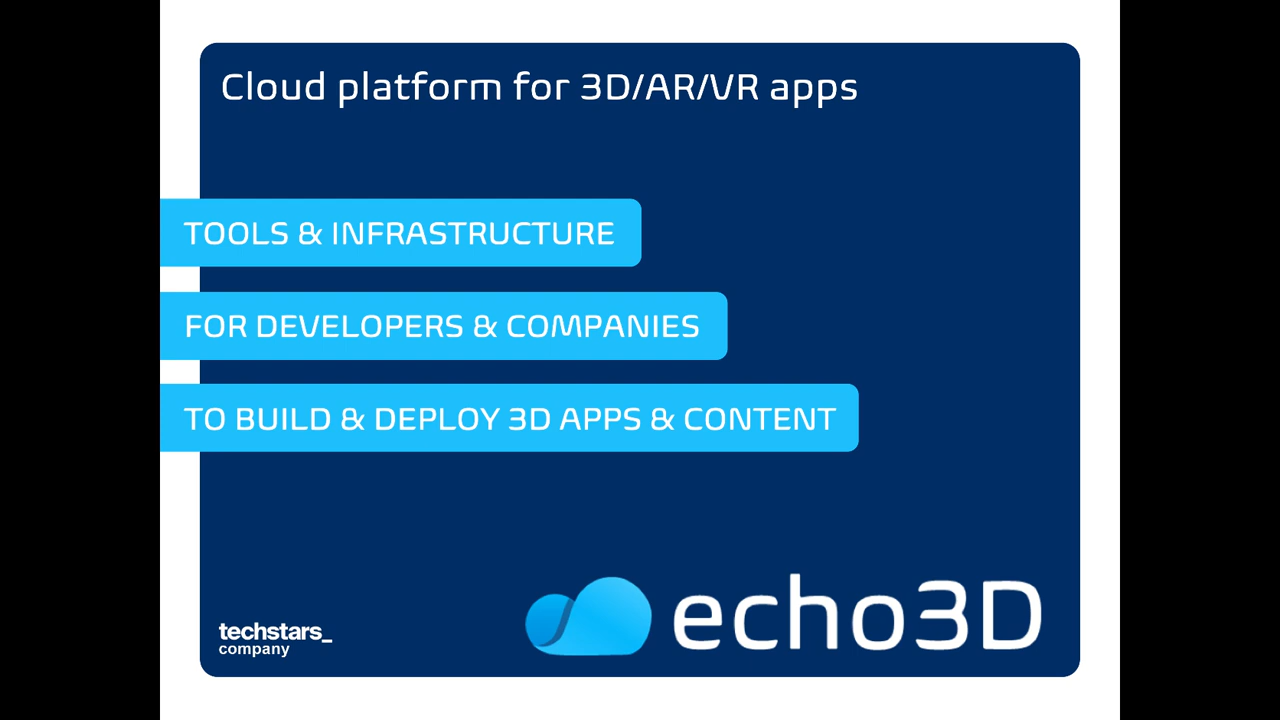 Cloud platform for 3D/AR/VR apps
TOOLS & INFRASTRUCTURE
FOR DEVELOPERS & COMPANIES
TO BUILD & DEPLOY 3D APPS & CONTENT
techstars_
company
echo3D